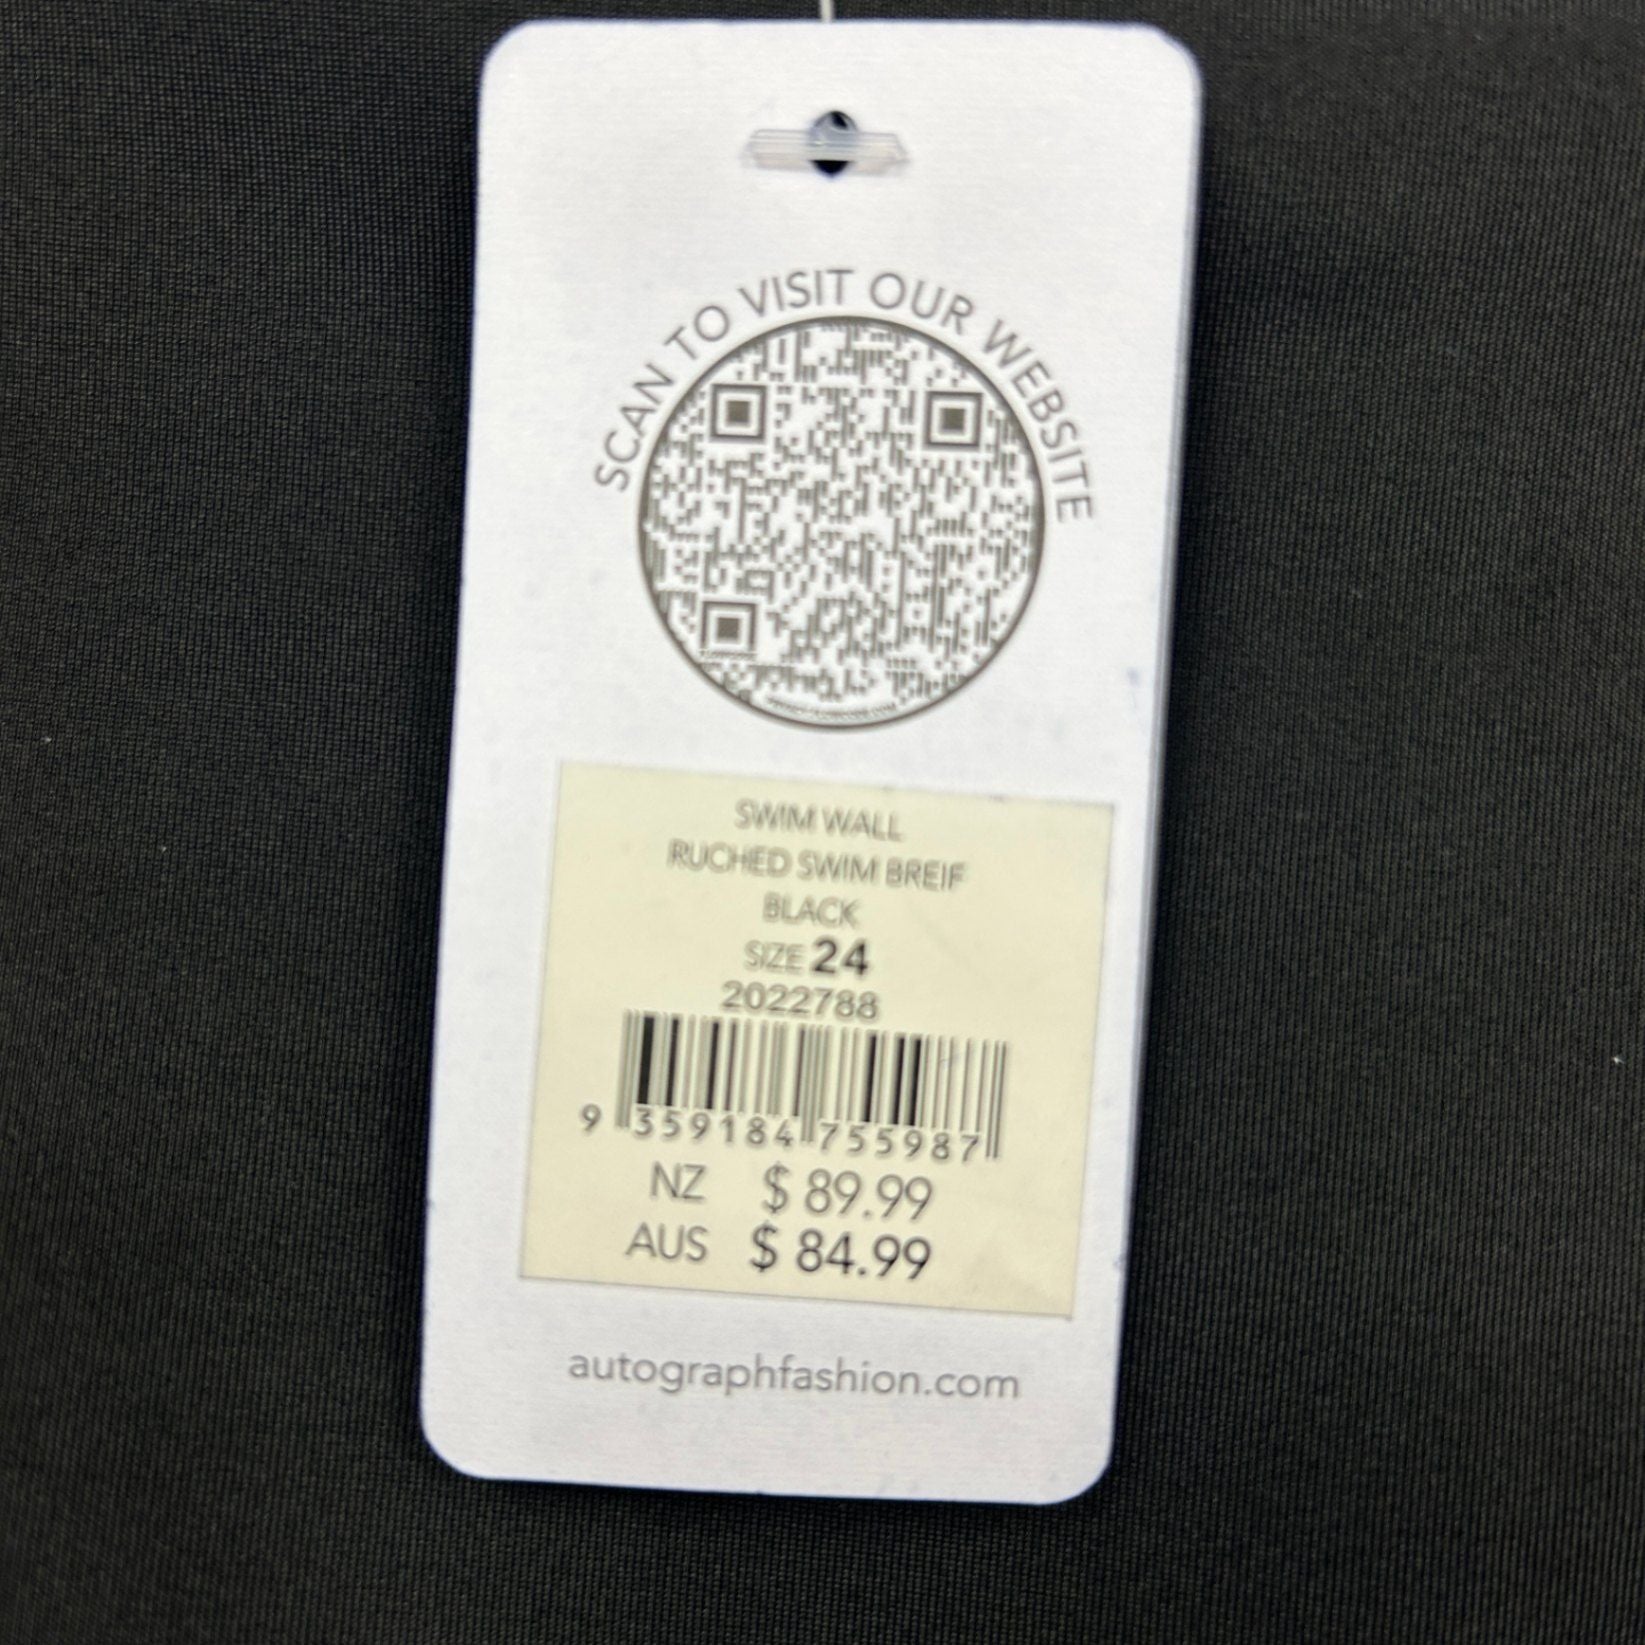 SCAN TO VISIT OUR WEBSITE
SWIM WALL
RUCHED SWIM BREIF
BLACK
SIZE 24
2022788
9 359184 755987
NZ $ 89.99
AUS $ 84.99
autographfashion.com